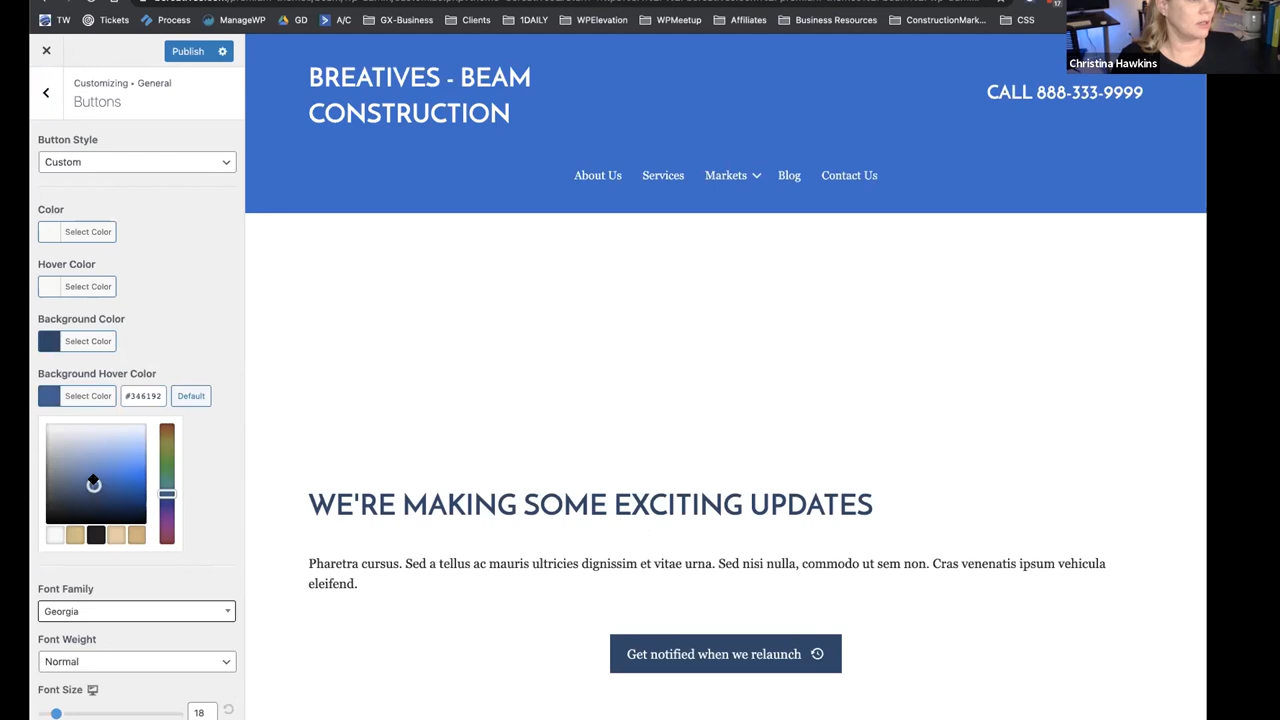 TW
Tickets
Process
ManageWP
GD
A/C
GX-Business
Clients
1DAILY
WPElevation
WPMeetup
Affiliates
Business Resources
ConstructionMark...
CSS
17
Christina Hawkins
Publish
Customizing • General
Buttons
Button Style
Custom
Color
Select Color
Hover Color
Select Color
Background Color
Select Color
Background Hover Color
Select Color
#346192
Default
Font Family
Georgia
Font Weight
Normal
Font Size
18
BREATIVES - BEAM
CONSTRUCTION
CALL 888-333-9999
About Us
Services
Markets
Blog
Contact Us
WE'RE MAKING SOME EXCITING UPDATES
Pharetra cursus. Sed a tellus ac mauris ultricies dignissim et vitae urna. Sed nisi nulla, commodo ut sem non. Cras venenatis ipsum vehicula
eleifend.
Get notified when we relaunch